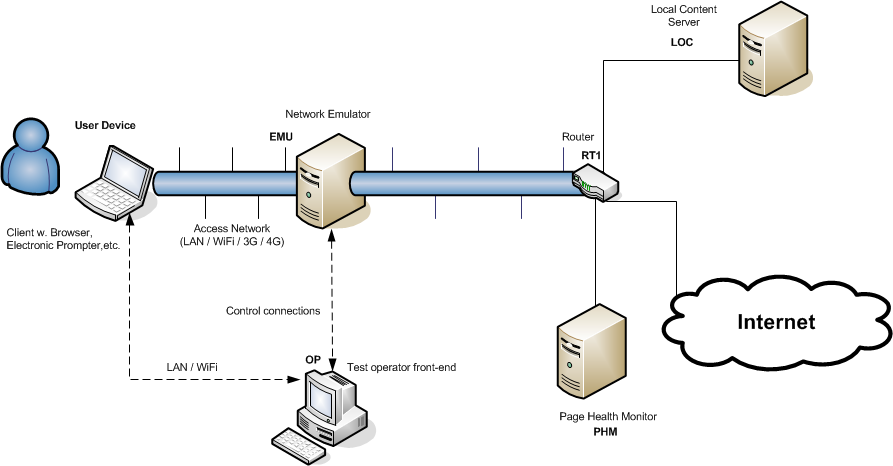 Local Content
Server
LOC
Network Emulator
EMU
User Device
Router
RT1
Client w. Browser,
Electronic Prompter,etc.
Access Network
(LAN / WiFi / 3G / 4G)
Control connections
Internet
OP
LAN / WiFi
Test operator front-end
Page Health Monitor
PHM